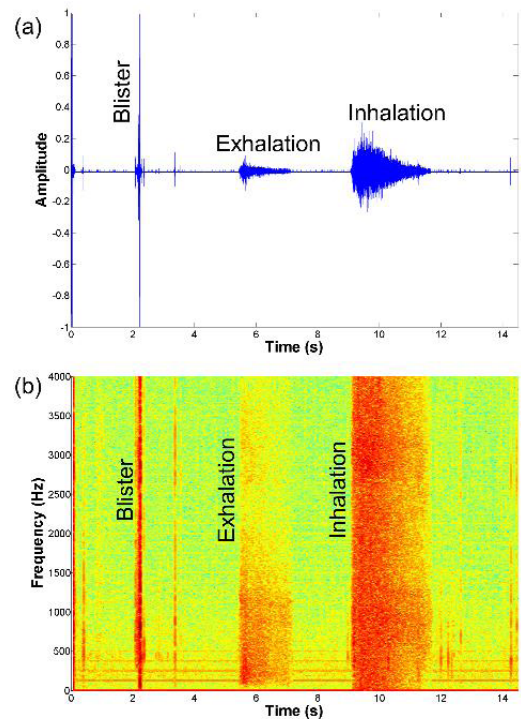 (a)
1
0.8
0.6
0.4
0.2
0
-0.2
-0.4
-0.6
-0.8
-1
Amplitude
Blister
Exhalation
Inhalation
0 2 4 6 8 10 12 14
Time (s)
(b)
4000
3500
3000
2500
2000
1500
1000
500
0
Frequency (Hz)
Blister
Exhalation
Inhalation
0 2 4 6 8 10 12 14
Time (s)